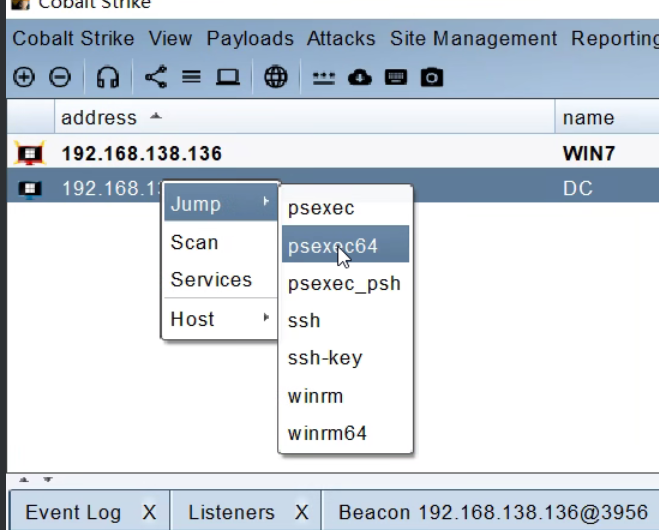 Cobalt Strike
Cobalt Strike View Payloads Attacks Site Management Reporting
address name
192.168.138.136 WIN7
192.168.1 DC
Jump
Scan
Services
Host
psexec
psexec64
psexec_psh
ssh
ssh-key
winrm
winrm64
Event Log X Listeners X Beacon 192.168.138.136@3956